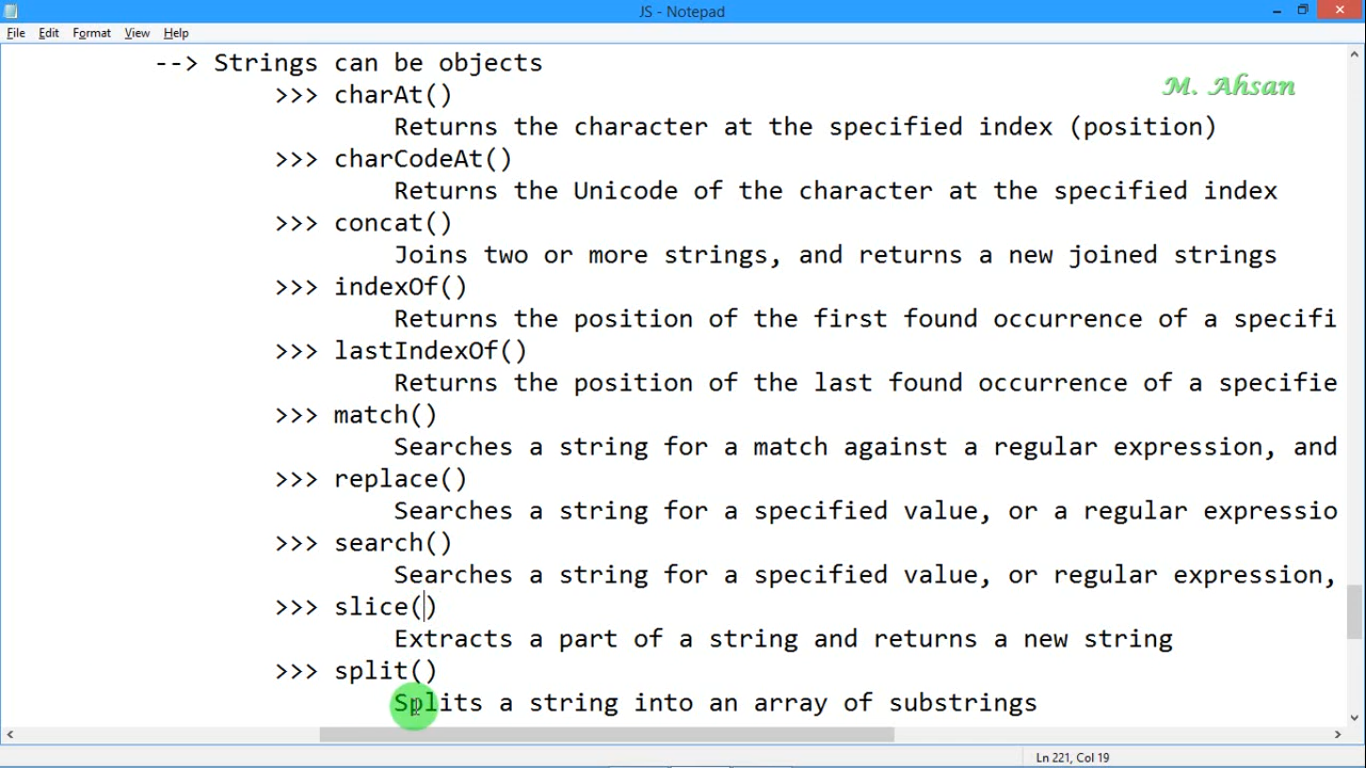 JS - Notepad
File Edit Format View Help
--> Strings can be objects
M. Ahsan
>>> charAt()
Returns the character at the specified index (position)
>>> charCodeAt()
Returns the Unicode of the character at the specified index
>>> concat()
Joins two or more strings, and returns a new joined strings
>>> indexOf()
Returns the position of the first found occurrence of a specifi
>>> lastIndexOf()
Returns the position of the last found occurrence of a specifie
>>> match()
Searches a string for a match against a regular expression, and
>>> replace()
Searches a string for a specified value, or a regular expressio
>>> search()
Searches a string for a specified value, or regular expression,
>>> slice()
Extracts a part of a string and returns a new string
>>> split()
Splits a string into an array of substrings
Ln 221, Col 19